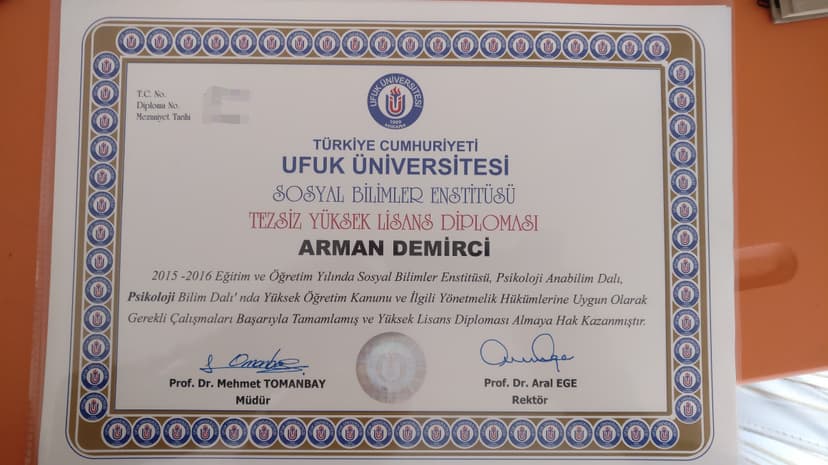 T.C. No.
Diploma No.
Mezuniyet Tarihi
UFUK ÜNİVERSİTESİ
1999
ANKARA
TÜRKİYE CUMHURİYETİ
UFUK ÜNİVERSİTESİ
SOSYAL BİLİMLER ENSTİTÜSÜ
TEZSİZ YÜKSEK LİSANS DİPLOMASI
ARMAN DEMİRCİ
2015 -2016 Eğitim ve Öğretim Yılında Sosyal Bilimler Enstitüsü, Psikoloji Anabilim Dalı,
Psikoloji Bilim Dalı' nda Yüksek Öğretim Kanunu ve İlgili Yönetmelik Hükümlerine Uygun Olarak
Gerekli Çalışmaları Başarıyla Tamamlamış ve Yüksek Lisans Diploması Almaya Hak Kazanmıştır.
Prof. Dr. Mehmet TOMANBAY
Müdür
Prof. Dr. Aral EGE
Rektör